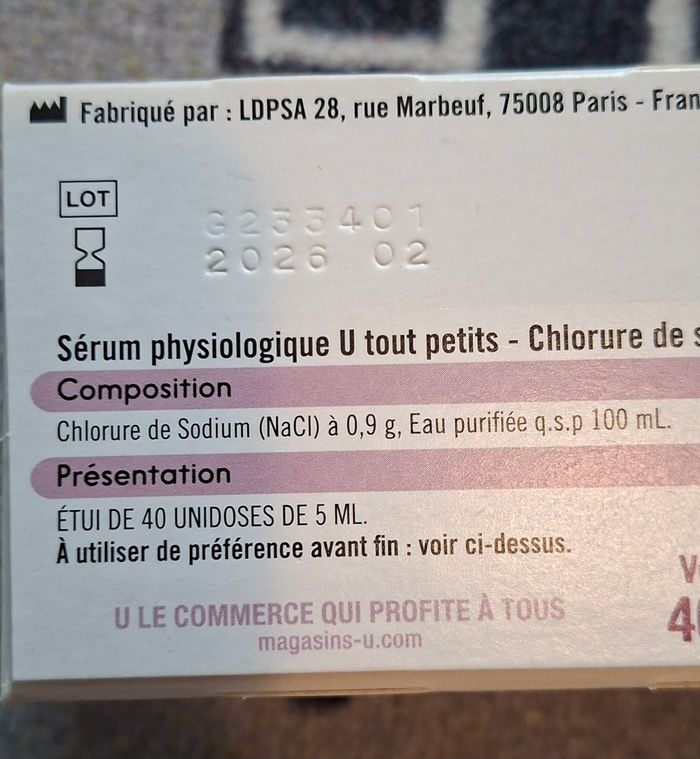 Fabriqué par : LDPSA 28, rue Marbeuf, 75008 Paris - Fran
LOT
G233401
2026 02
Sérum physiologique U tout petits - Chlorure de s
Composition
Chlorure de Sodium (NaCl) à 0,9 g, Eau purifiée q.s.p 100 mL.
Présentation
ÉTUI DE 40 UNIDOSES DE 5 ML.
À utiliser de préférence avant fin : voir ci-dessus.
U LE COMMERCE QUI PROFITE À TOUS
magasins-u.com